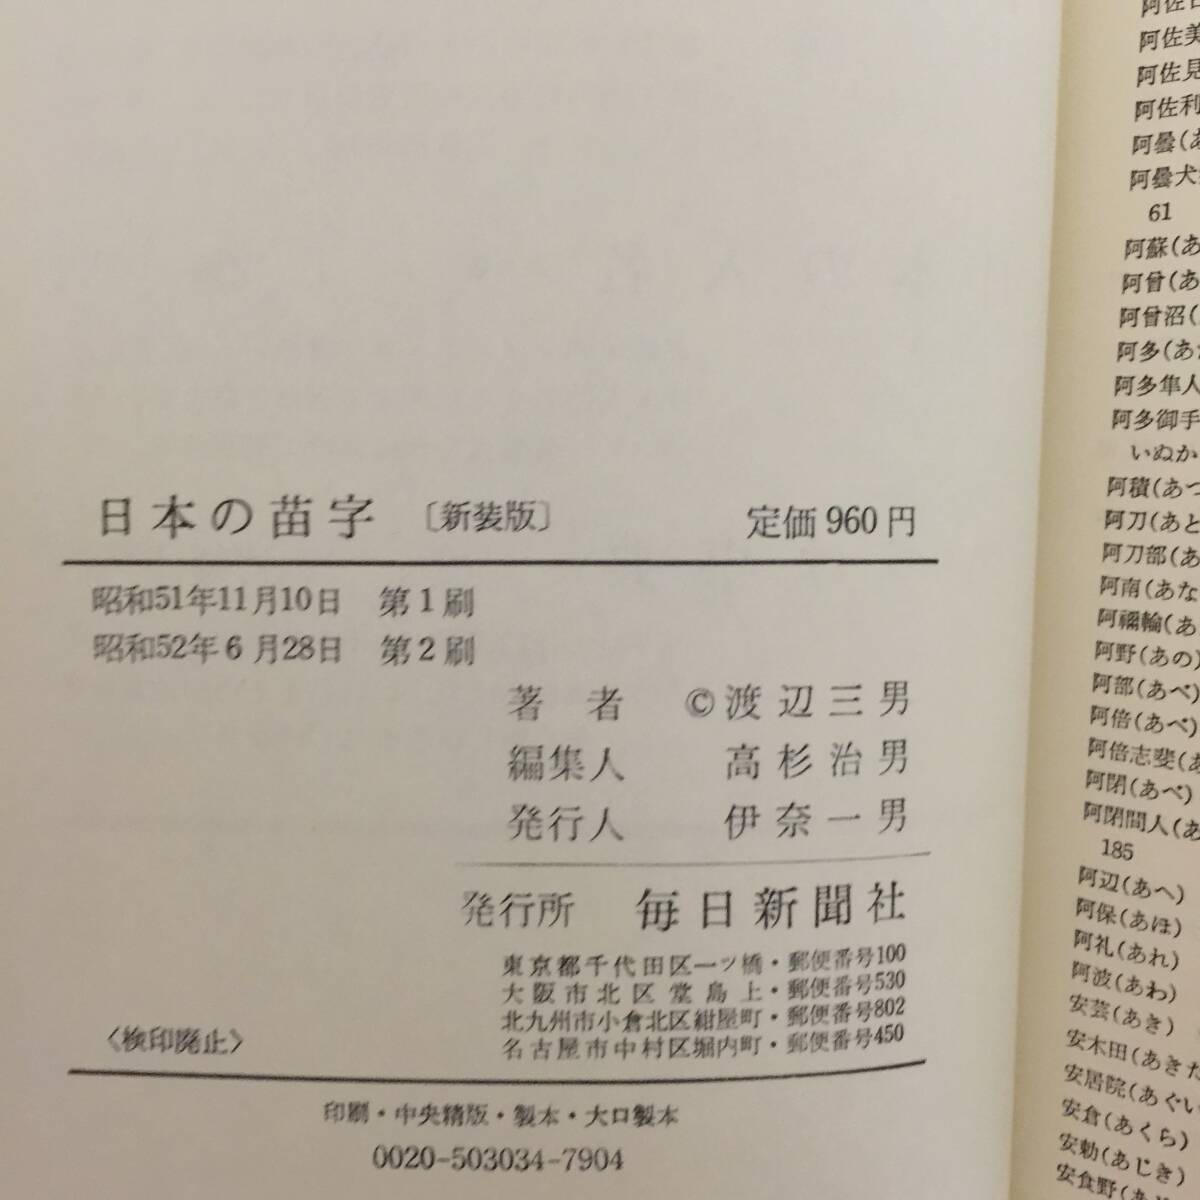 日本の苗字 〔新装版〕 定価960円
昭和51年11月10日 第1刷
昭和52年6月28日 第2刷
著者 ©渡辺三男
編集人 高杉治男
発行人 伊奈一男
発行所 毎日新聞社
東京都千代田区一ツ橋・郵便番号100
大阪市北区堂島上・郵便番号530
北九州市小倉北区紺屋町・郵便番号802
名古屋市中村区堀内町・郵便番号450
〈検印廃止〉
印刷・中央精版・製本・大口製本
0020-503034-7904
阿佐美
阿佐見
阿佐利
阿曇(あ
阿曇犬
61
阿蘇(あ
阿曾(あ
阿曾沼(
阿多(あ
阿多隼人
阿多御手
いぬか
阿積(あつ
阿刀(あと
阿刀部(あ
阿南(あな
阿禰輪(あ
阿野(あの)
阿部(あべ)
阿倍(あべ)
阿倍志斐(あ
阿閉(あべ)
阿閉間人(あ
185
阿辺(あへ)
阿保(あほ)
阿礼(あれ)
阿波(あわ)
安芸(あき)
安木田(あきた
安居院(あぐい
安倉(あくら)
安勅(あじき)
安食野(あ